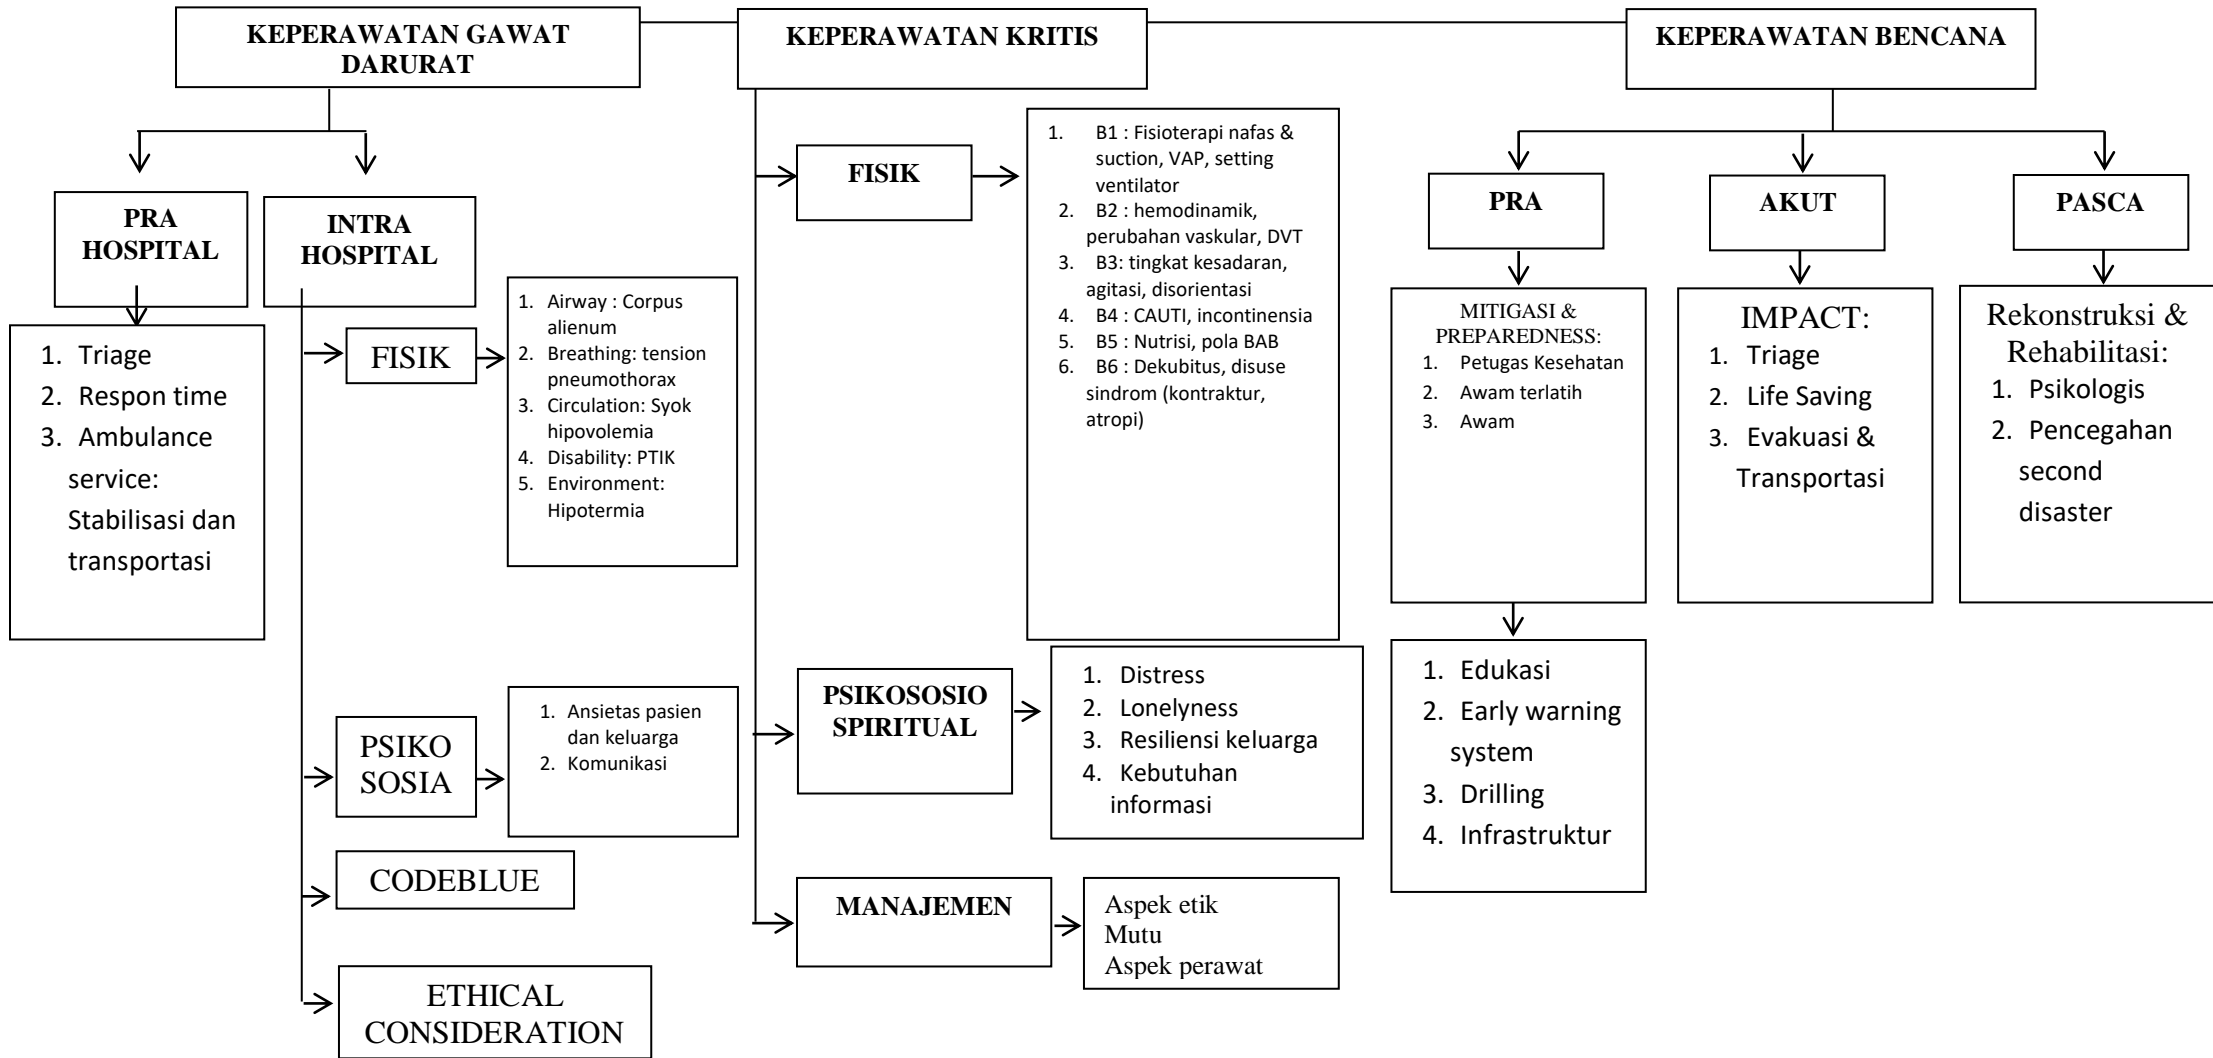 KEPERAWATAN GAWAT
DARURAT
KEPERAWATAN KRITIS
KEPERAWATAN BENCANA
PRA
HOSPITAL
INTRA
HOSPITAL
1. Triage
2. Respon time
3. Ambulance
service:
Stabilisasi dan
transportasi
FISIK
1. Airway : Corpus
alienum
2. Breathing: tension
pneumothorax
3. Circulation: Syok
hipovolemia
4. Disability: PTIK
5. Environment:
Hipotermia
PSIKO
SOSIA
1. Ansietas pasien
dan keluarga
2. Komunikasi
CODEBLUE
ETHICAL
CONSIDERATION
FISIK
1. B1 : Fisioterapi nafas &
suction, VAP, setting
ventilator
2. B2 : hemodinamik,
perubahan vaskular, DVT
3. B3: tingkat kesadaran,
agitasi, disorientasi
4. B4 : CAUTI, incontinensia
5. B5 : Nutrisi, pola BAB
6. B6 : Dekubitus, disuse
sindrom (kontraktur,
atropi)
PSIKOSOSIO
SPIRITUAL
1. Distress
2. Lonelyness
3. Resiliensi keluarga
4. Kebutuhan
informasi
MANAJEMEN
Aspek etik
Mutu
Aspek perawat
PRA
MITIGASI &
PREPAREDNESS:
1. Petugas Kesehatan
2. Awam terlatih
3. Awam
1. Edukasi
2. Early warning
system
3. Drilling
4. Infrastruktur
AKUT
IMPACT:
1. Triage
2. Life Saving
3. Evakuasi &
Transportasi
PASCA
Rekonstruksi &
Rehabilitasi:
1. Psikologis
2. Pencegahan
second
disaster